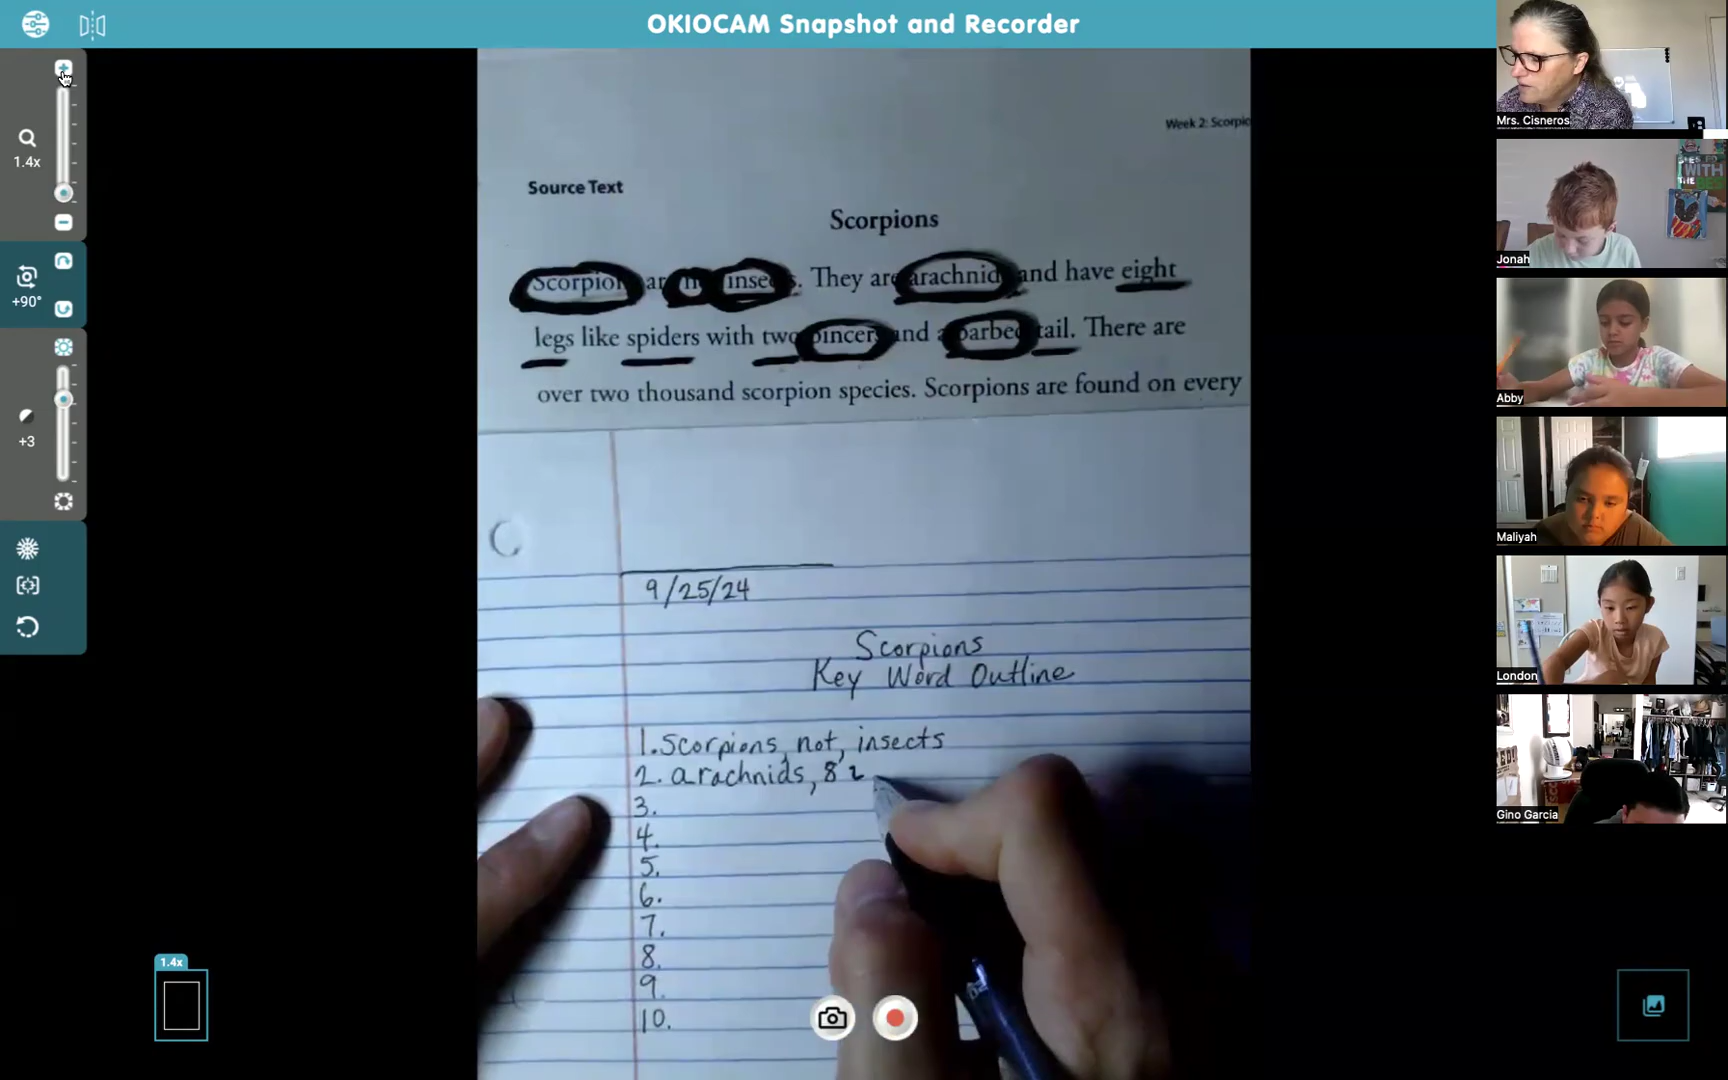 OKIOCAM Snapshot and Recorder
1.4x
+90°
+3
1.4x
Week 2: Scorpio
Source Text
Scorpions
Scorpion ar insec. They are arachnid and have eight
legs like spiders with two pincers and a barbed tail. There are
over two thousand scorpion species. Scorpions are found on every
9/25/24
Scorpions
Key Word Outline
1. Scorpions, not, insects
2. arachnids, 8
3.
4.
5.
6.
7.
8.
9.
10.
Mrs. Cisneros
Jonah
Abby
Maliyah
London
Gino Garcia